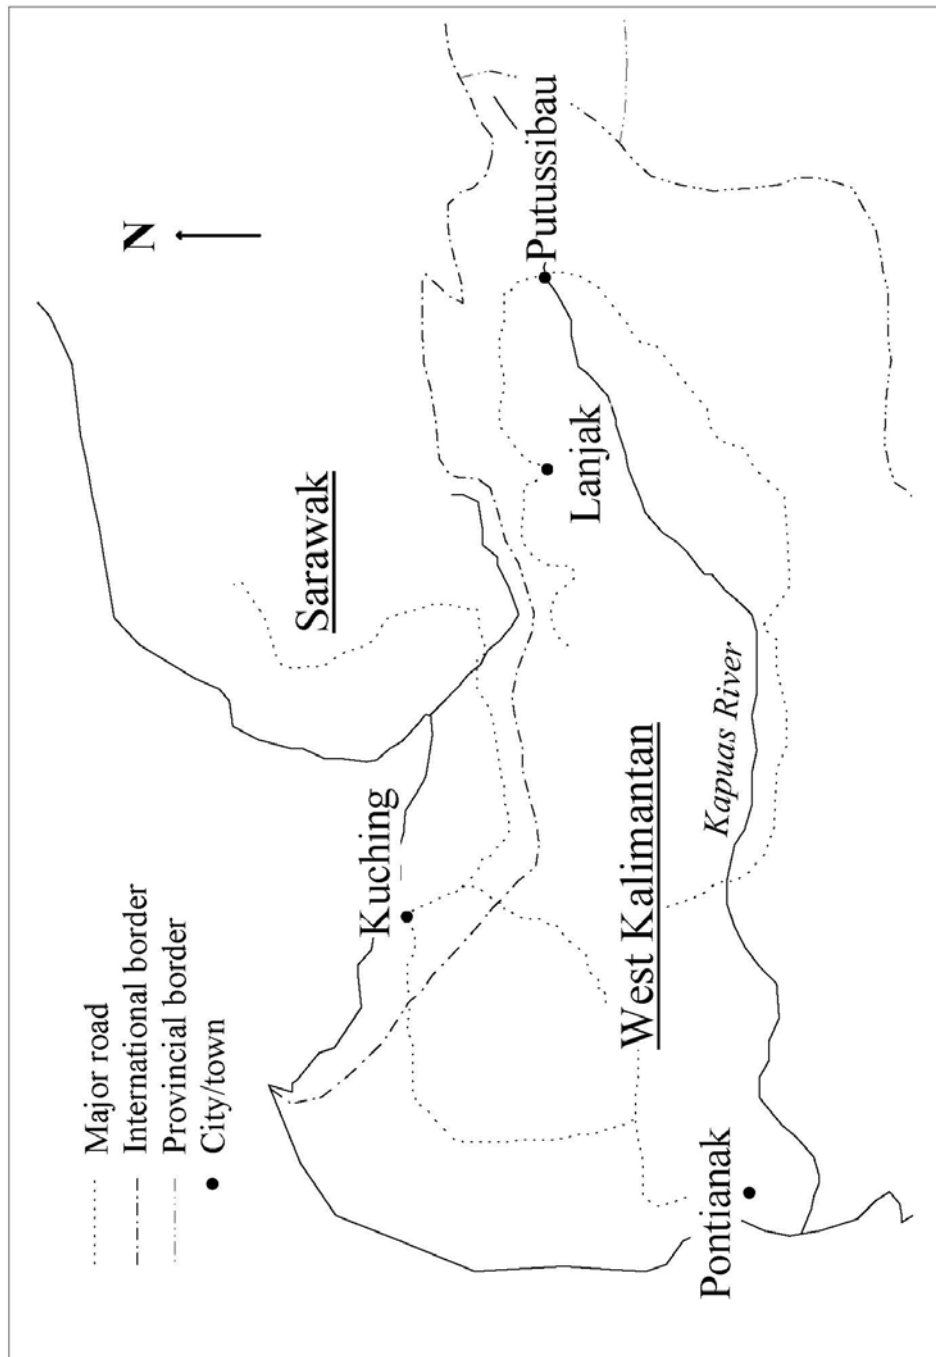 Major road
International border
Provincial border
City/town
N
Sarawak
Kuching
Putussibau
Lanjak
West Kalimantan
Kapuas River
Pontianak